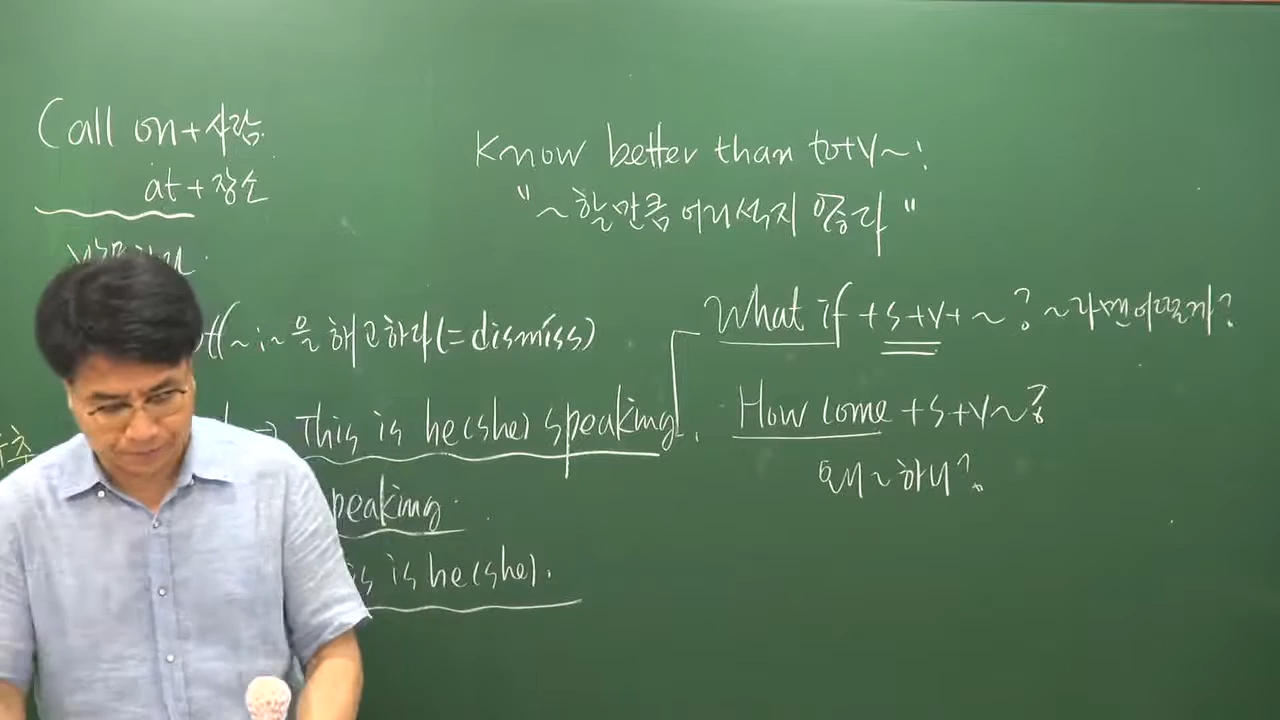 Call on+사람
at+장소
Know better than to+V~!
"~할만큼 어리석지 않다"
~을 해고하다(=dismiss)
What if +s+v+~? ~라면 어떨까?
This is he(she) speaking.
How come +s+v~?
왜~하니?
peaking.
is is he(she).